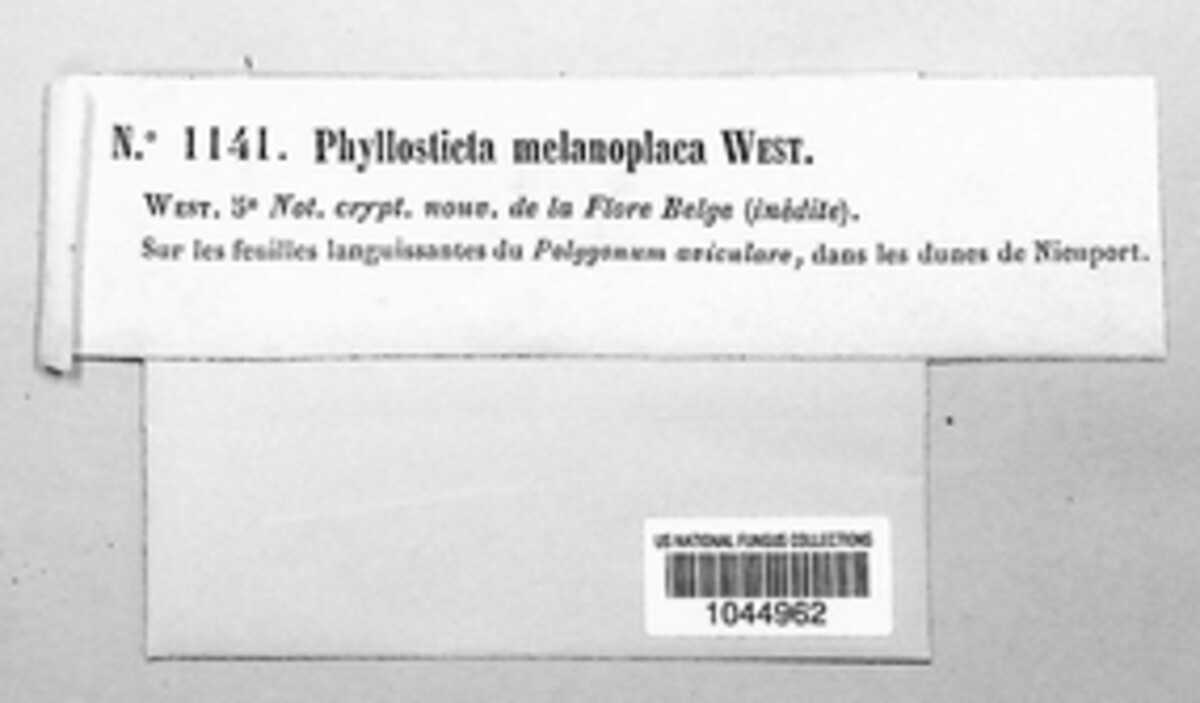 N.° 1141. Phyllosticta melanoplaca WEST.
WEST. 5e Not. crypt. nouv. de la Flore Belge (inédite).
Sur les feuilles languissantes du Polygonum aviculare, dans les dunes de Nieuport.
US NATIONAL FUNGUS COLLECTIONS
1044962